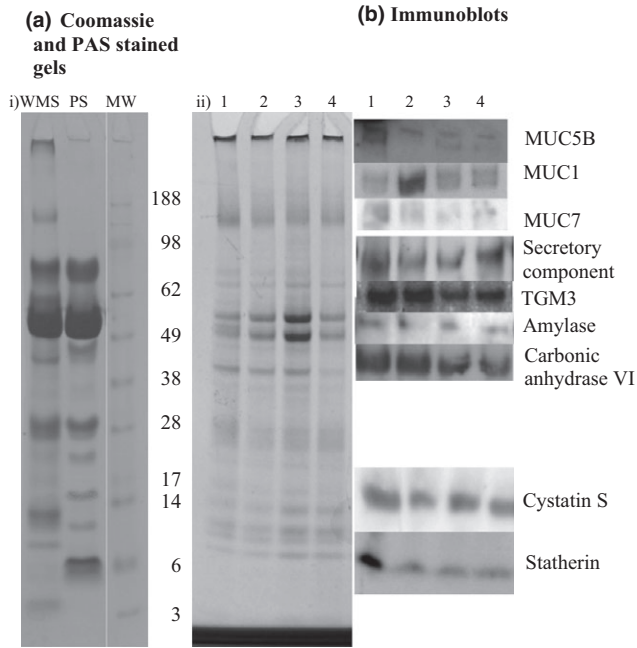 (a) Coomassie
and PAS stained
gels
(b) Immunoblots
i)WMS PS MW
ii) 1 2 3 4
1 2 3 4
188
98
62
49
38
28
17
14
6
3
MUC5B
MUC1
MUC7
Secretory
component
TGM3
Amylase
Carbonic
anhydrase VI
Cystatin S
Statherin